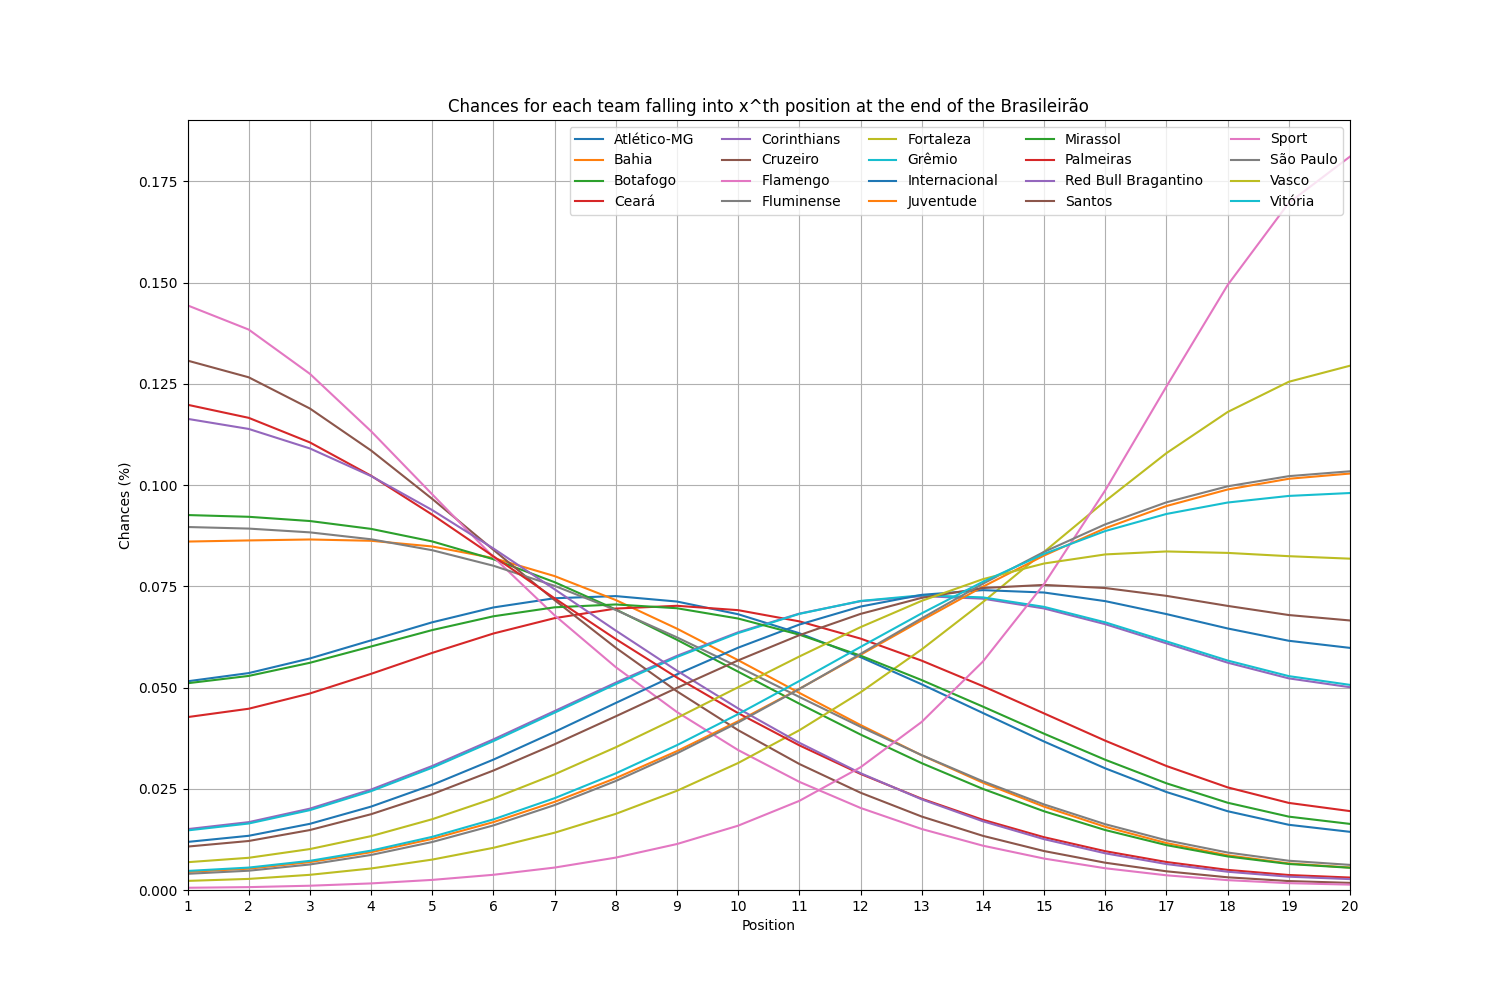 Chances for each team falling into x^th position at the end of the Brasileirão
Atlético-MG
Bahia
Botafogo
Ceará
Corinthians
Cruzeiro
Flamengo
Fluminense
Fortaleza
Grêmio
Internacional
Juventude
Mirassol
Palmeiras
Red Bull Bragantino
Santos
Sport
São Paulo
Vasco
Vitória
Chances (%)
0.175
0.150
0.125
0.100
0.075
0.050
0.025
0.000
1 2 3 4 5 6 7 8 9 10 11 12 13 14 15 16 17 18 19 20
Position